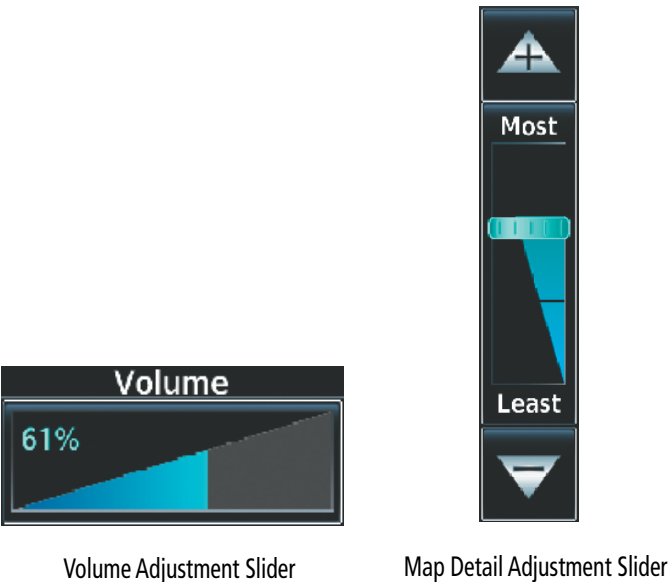 Most
Least
Volume
61%
Volume Adjustment Slider
Map Detail Adjustment Slider